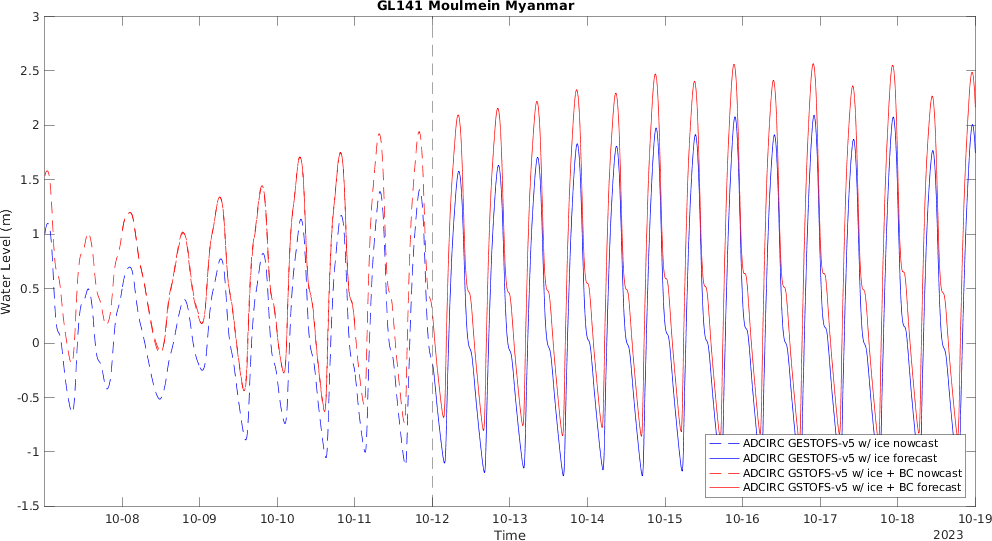 GL141 Moulmein Myanmar
3
2.5
2
1.5
1
0.5
0
-0.5
-1
-1.5
Water Level (m)
ADCIRC GESTOFS-v5 w/ ice nowcast
ADCIRC GESTOFS-v5 w/ ice forecast
ADCIRC GSTOFS-v5 w/ ice + BC nowcast
ADCIRC GSTOFS-v5 w/ ice + BC forecast
10-08 10-09 10-10 10-11 10-12 10-13 10-14 10-15 10-16 10-17 10-18 10-19
Time
2023